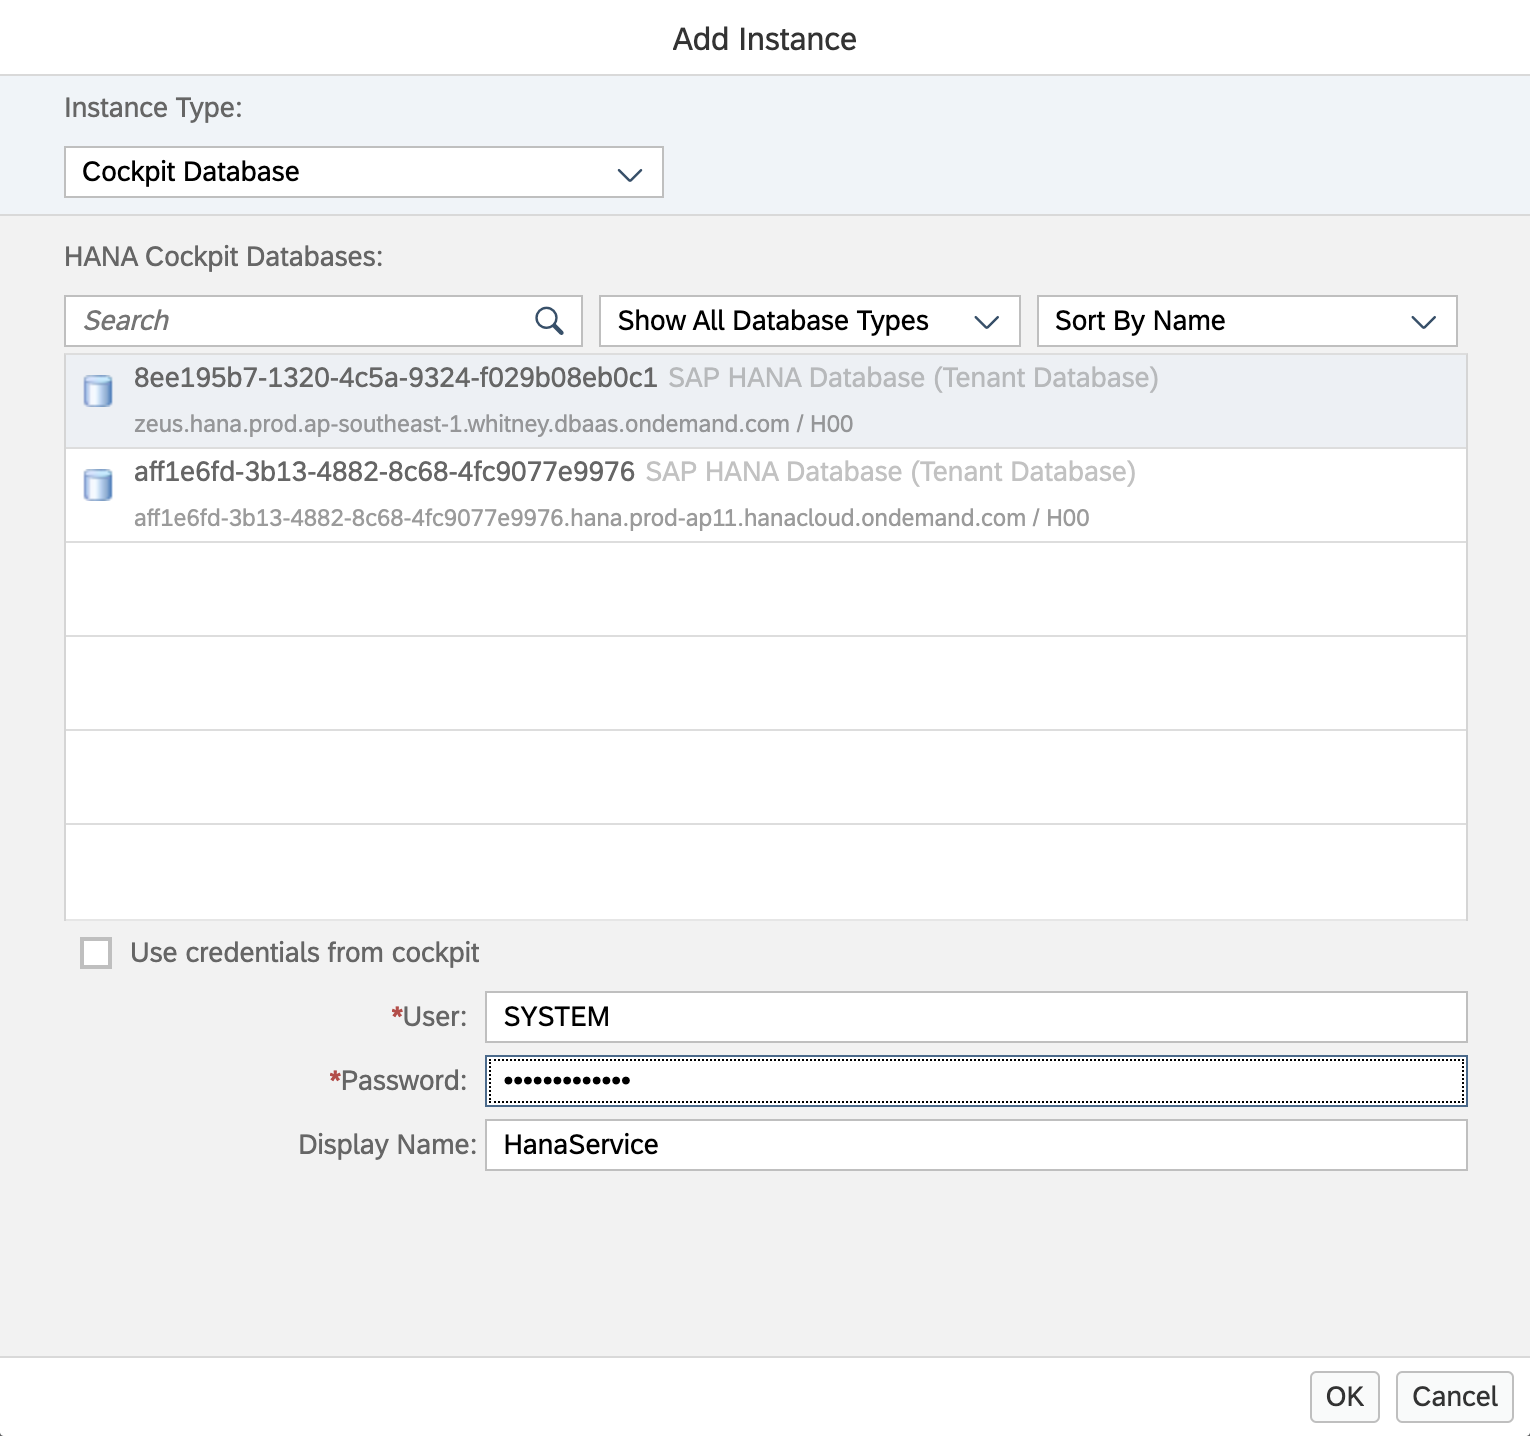 Add Instance
Instance Type:
Cockpit Database
HANA Cockpit Databases:
Search
Show All Database Types
Sort By Name
8ee195b7-1320-4c5a-9324-f029b08eb0c1 SAP HANA Database (Tenant Database)
zeus.hana.prod.ap-southeast-1.whitney.dbaas.ondemand.com / H00
aff1e6fd-3b13-4882-8c68-4fc9077e9976 SAP HANA Database (Tenant Database)
aff1e6fd-3b13-4882-8c68-4fc9077e9976.hana.prod-ap11.hanacloud.ondemand.com / H00
Use credentials from cockpit
*User: SYSTEM
*Password: •••••••••••••
Display Name: HanaService
OK Cancel